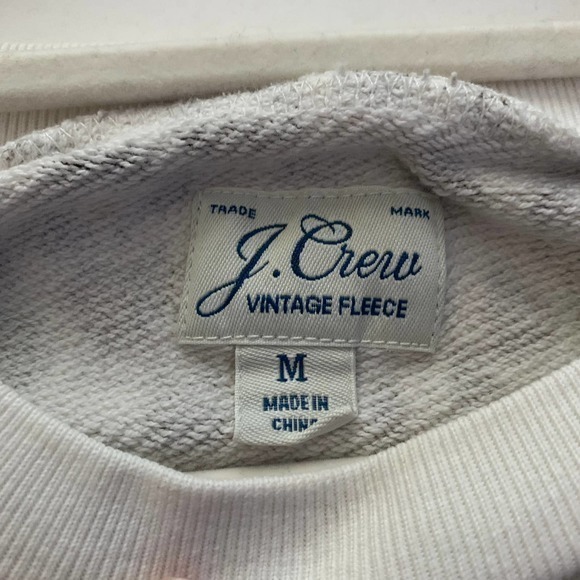 TRADE MARK
J. Crew
VINTAGE FLEECE
M
MADE IN
CHINA